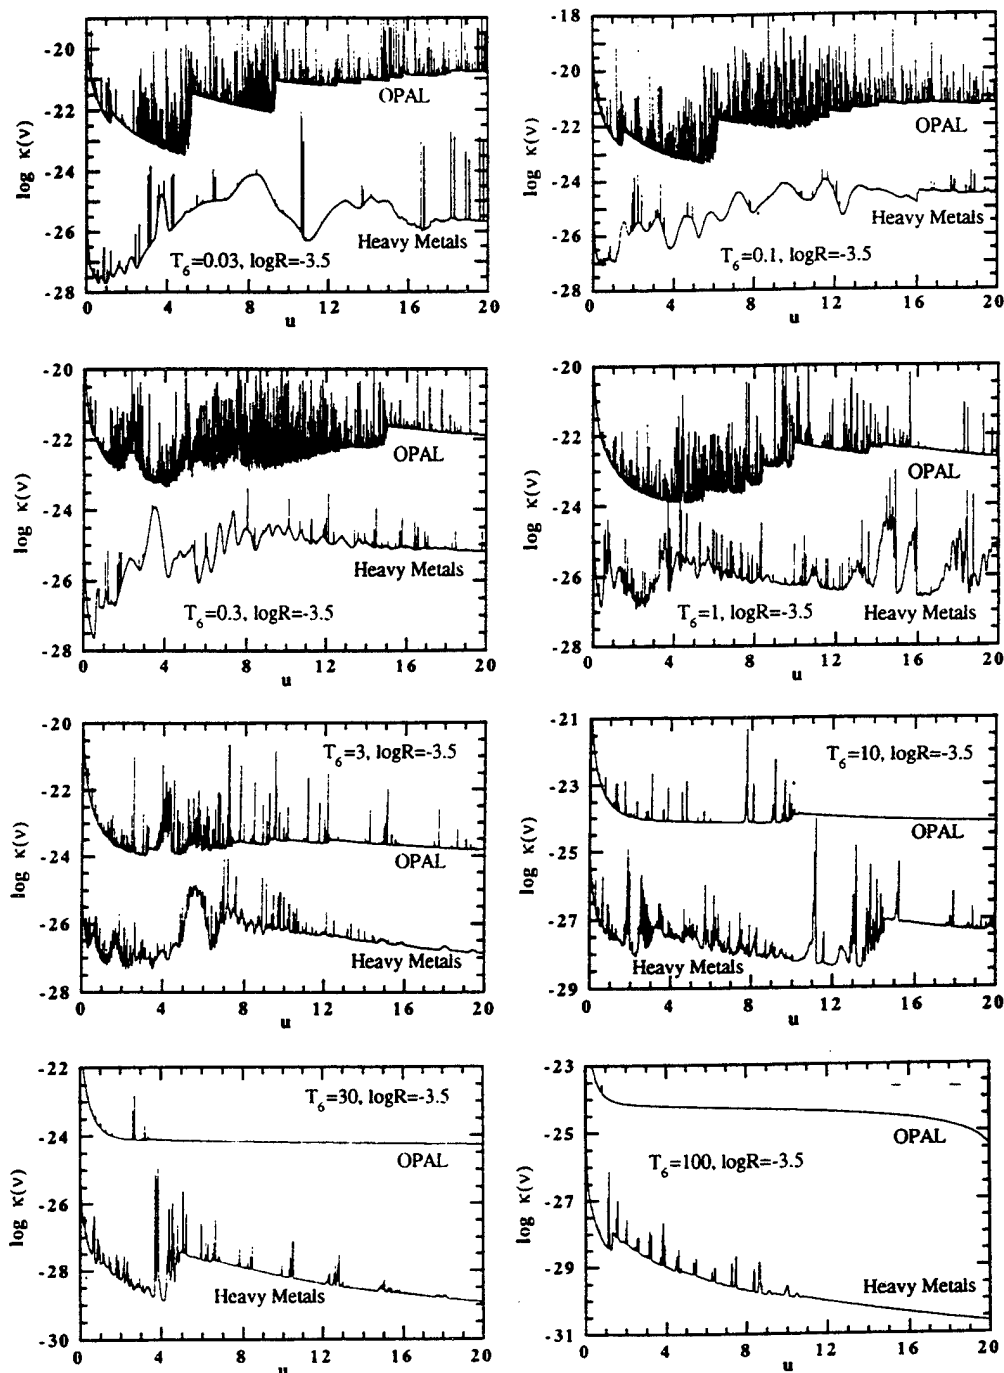 -20
-22
-24
-26
-28
log κ(ν)
OPAL
Heavy Metals
T6=0.03, logR=-3.5
0 4 8 12 16 20
u
-18
-20
-22
-24
-26
-28
log κ(ν)
OPAL
Heavy Metals
T6=0.1, logR=-3.5
0 4 8 12 16 20
u
-20
-22
-24
-26
-28
log κ(ν)
OPAL
Heavy Metals
T6=0.3, logR=-3.5
0 4 8 12 16 20
u
-20
-22
-24
-26
-28
log κ(ν)
OPAL
Heavy Metals
T6=1, logR=-3.5
0 4 8 12 16 20
u
-20
-22
-24
-26
-28
log κ(ν)
T6=3, logR=-3.5
OPAL
Heavy Metals
0 4 8 12 16 20
u
-21
-23
-25
-27
-29
log κ(ν)
T6=10, logR=-3.5
OPAL
Heavy Metals
0 4 8 12 16 20
u
-22
-24
-26
-28
-30
log κ(ν)
T6=30, logR=-3.5
OPAL
Heavy Metals
0 4 8 12 16 20
u
-23
-25
-27
-29
-31
log κ(ν)
OPAL
T6=100, logR=-3.5
Heavy Metals
0 4 8 12 16 20
u